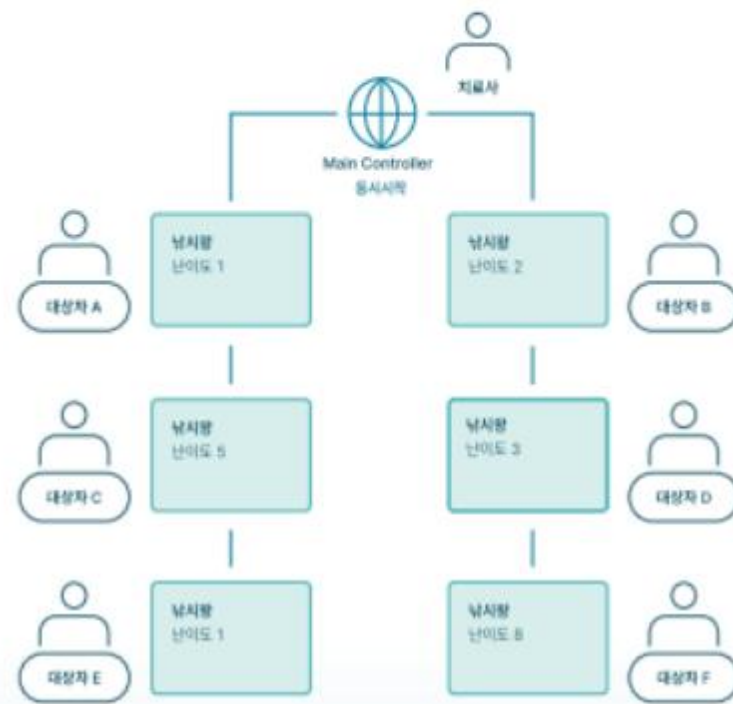 치료사
Main Controller
동시시작
대상자 A
낚시왕
난이도 1
낚시왕
난이도 2
대상자 B
대상자 C
낚시왕
난이도 5
낚시왕
난이도 3
대상자 D
대상자 E
낚시왕
난이도 1
낚시왕
난이도 8
대상자 F